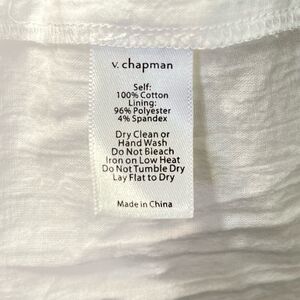 v. chapman
Self:
100% Cotton
Lining:
96% Polyester
4% Spandex
Dry Clean or
Hand Wash
Do Not Bleach
Iron on Low Heat
Do Not Tumble Dry
Lay Flat to Dry
Made in China